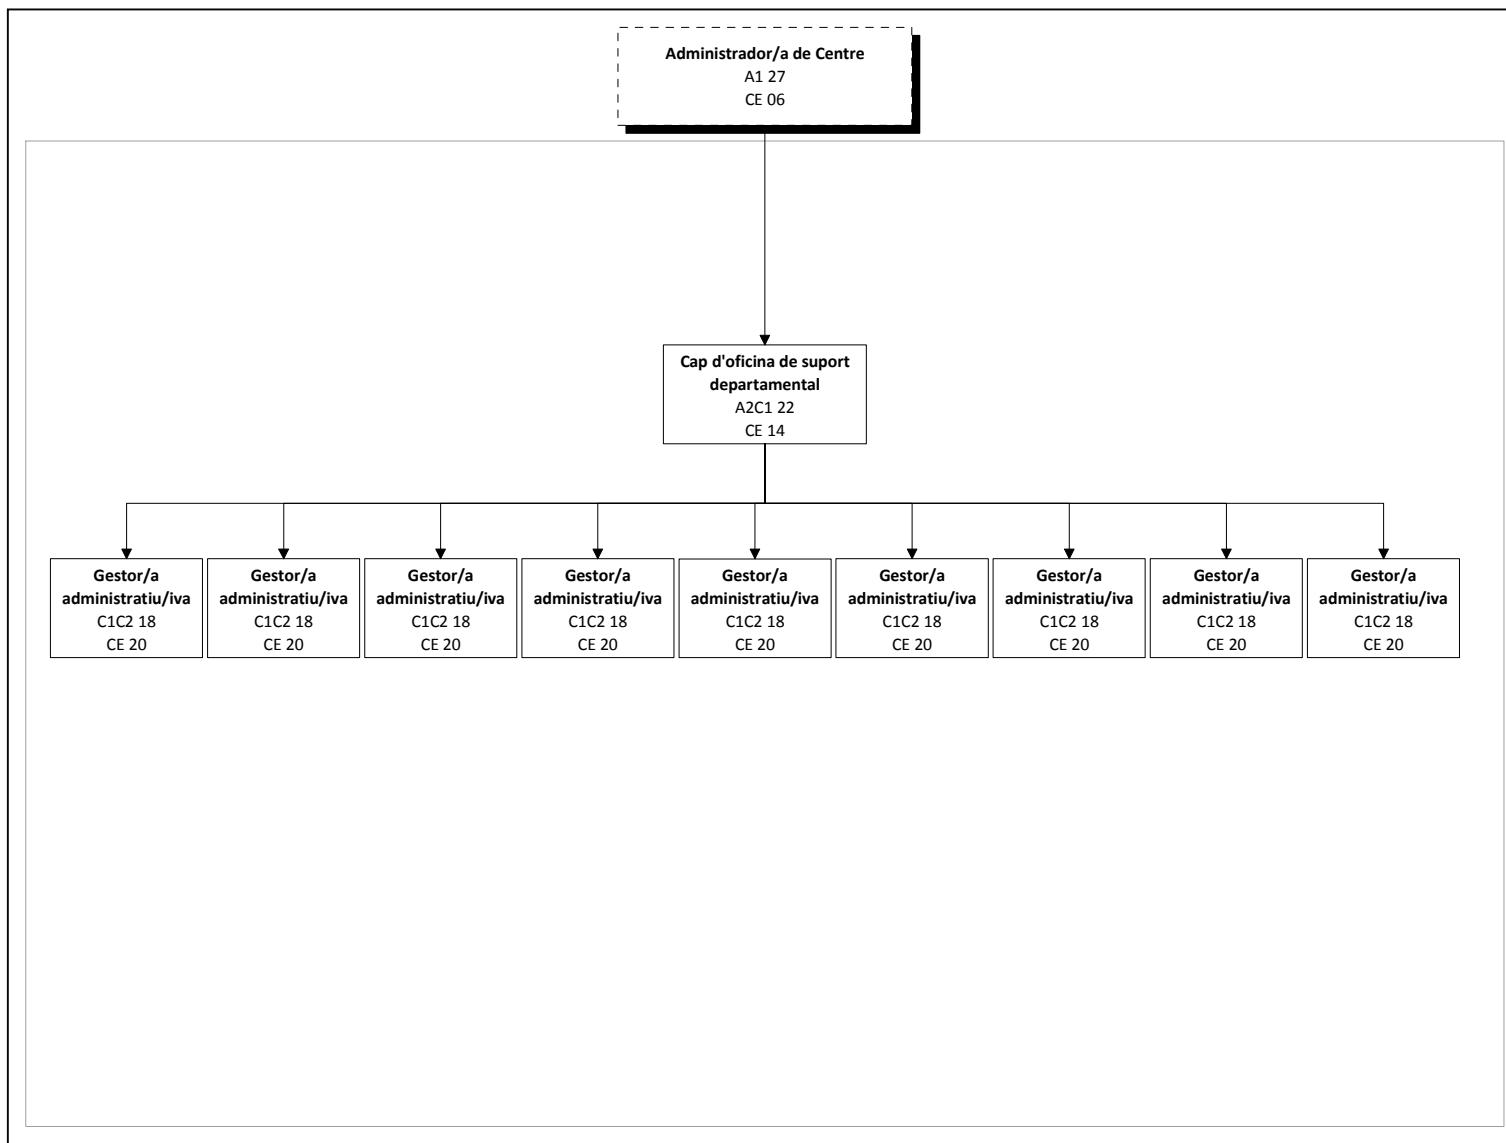 Administrador/a de Centre
A1 27
CE 06
Cap d'oficina de suport
departamental
A2C1 22
CE 14
Gestor/a
administratiu/iva
C1C2 18
CE 20
Gestor/a
administratiu/iva
C1C2 18
CE 20
Gestor/a
administratiu/iva
C1C2 18
CE 20
Gestor/a
administratiu/iva
C1C2 18
CE 20
Gestor/a
administratiu/iva
C1C2 18
CE 20
Gestor/a
administratiu/iva
C1C2 18
CE 20
Gestor/a
administratiu/iva
C1C2 18
CE 20
Gestor/a
administratiu/iva
C1C2 18
CE 20
Gestor/a
administratiu/iva
C1C2 18
CE 20